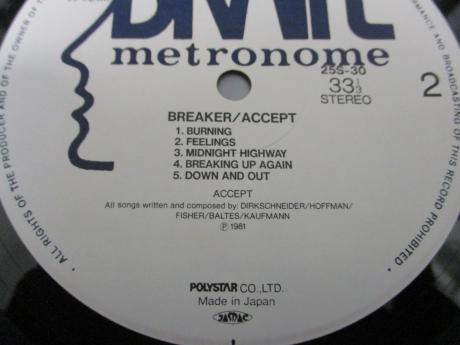 metronome
25S-30
33 1/3
STEREO
2
BREAKER/ACCEPT
1. BURNING
2. FEELINGS
3. MIDNIGHT HIGHWAY
4. BREAKING UP AGAIN
5. DOWN AND OUT
ACCEPT
All songs written and composed by: DIRKSCHNEIDER/HOFFMAN/
FISHER/BALTES/KAUFMANN
Ⓟ 1981
POLYSTAR CO.,LTD.
Made in Japan
JASRAC
ALL RIGHTS OF THE PRODUCER AND OF THE OWNER OF
AND BROADCASTING OF THIS RECORD PROHIBITED